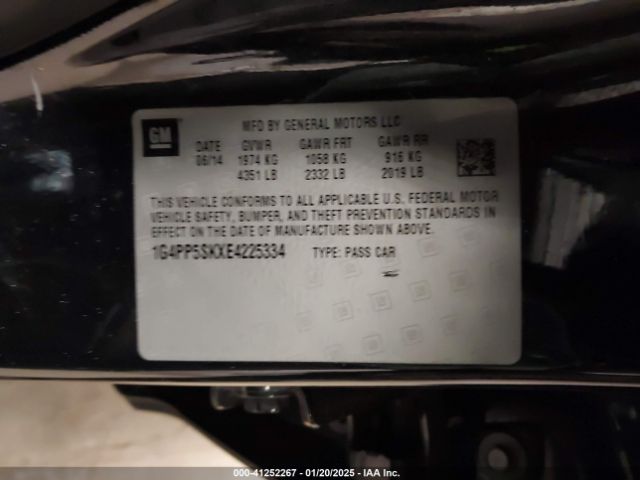 GM
MFD BY GENERAL MOTORS LLC
DATE GVWR GAWR FRT GAWR RR
06/14 1974 KG 1058 KG 916 KG
4351 LB 2332 LB 2019 LB
THIS VEHICLE CONFORMS TO ALL APPLICABLE U.S. FEDERAL MOTOR
VEHICLE SAFETY, BUMPER, AND THEFT PREVENTION STANDARDS IN
EFFECT ON THE DATE OF MANUFACTURE SHOWN ABOVE.
1G4PP5SKXE4225334 TYPE: PASS CAR
000-41252267 - 01/20/2025 - IAA Inc.